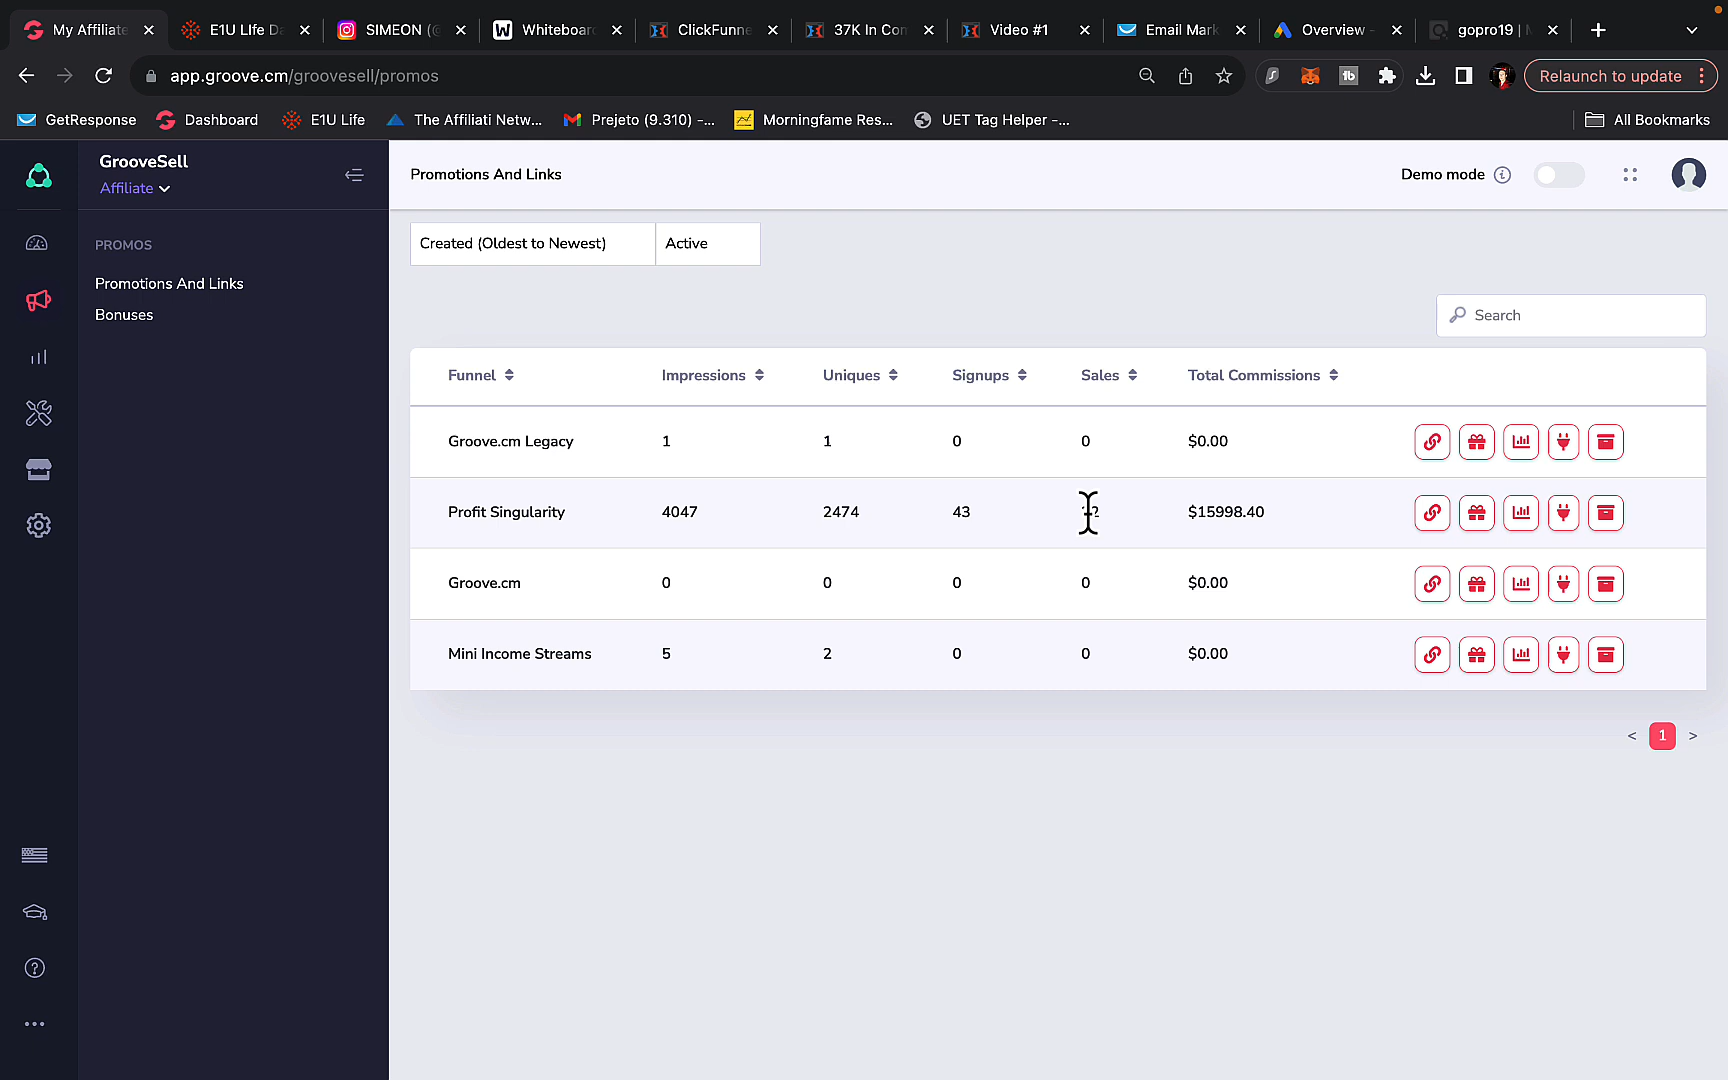 My Affiliate
E1U LIfe Da
SIMEON (@
Whiteboar
ClickFunne
37K In Com
Video #1
Email Mark
Overview -
gopro19 | M
app.groove.cm/groovesell/promos
Relaunch to update
GetResponse
Dashboard
E1U Life
The Affiliati Netw...
Prejeto (9.310) -...
Morningfame Res...
UET Tag Helper -...
All Bookmarks
GrooveSell
Affiliate
PROMOS
Promotions And Links
Bonuses
Promotions And Links
Demo mode
Created (Oldest to Newest)
Active
Search
Funnel Impressions Uniques Signups Sales Total Commissions
Groove.cm Legacy 1 1 0 0 $0.00
Profit Singularity 4047 2474 43 $15998.40
Groove.cm 0 0 0 0 $0.00
Mini Income Streams 5 2 0 0 $0.00
< 1 >